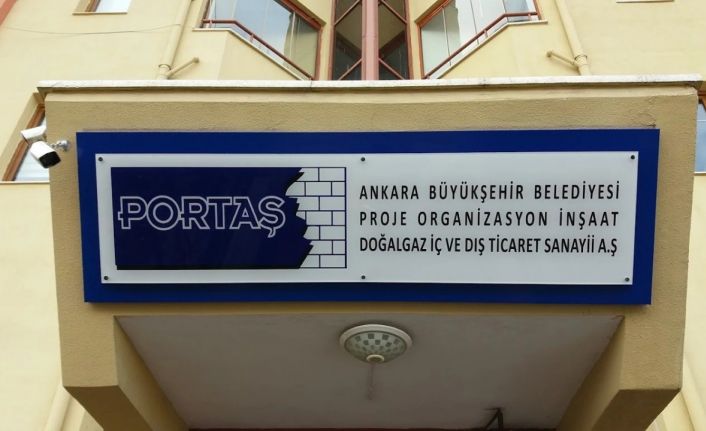 PORTAŞ
ANKARA BÜYÜKŞEHİR BELEDİYESİ
PROJE ORGANİZASYON İNŞAAT
DOĞALGAZ İÇ VE DIŞ TİCARET SANAYİİ A.Ş